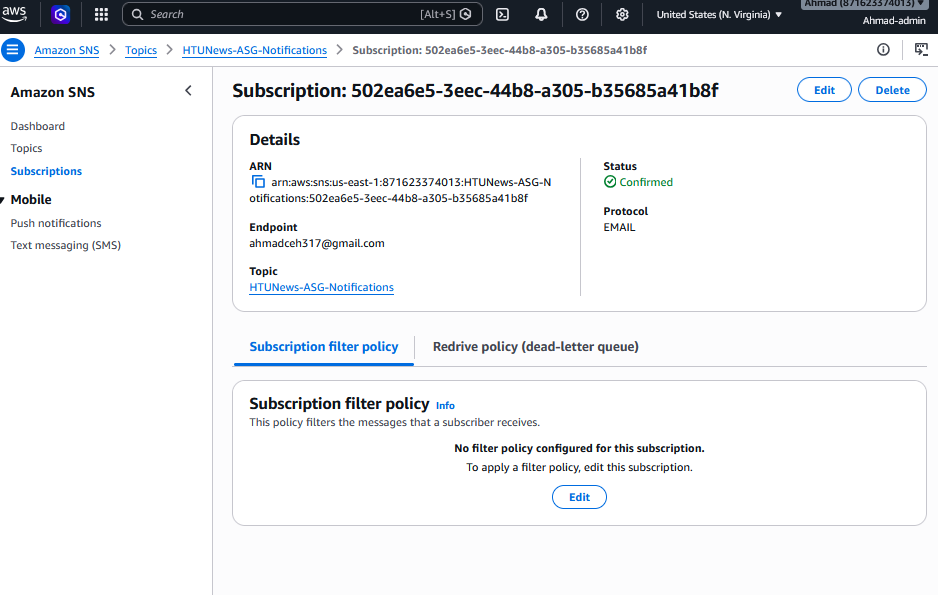 aws
Search
[Alt+S]
United States (N. Virginia)
Ahmad (871623374013)
Ahmad-admin
Amazon SNS > Topics > HTUNews-ASG-Notifications > Subscription: 502ea6e5-3eec-44b8-a305-b35685a41b8f
Amazon SNS
Dashboard
Topics
Subscriptions
Mobile
Push notifications
Text messaging (SMS)
Subscription: 502ea6e5-3eec-44b8-a305-b35685a41b8f
Edit
Delete
Details
ARN
arn:aws:sns:us-east-1:871623374013:HTUNews-ASG-N
otifications:502ea6e5-3eec-44b8-a305-b35685a41b8f
Endpoint
ahmadceh317@gmail.com
Topic
HTUNews-ASG-Notifications
Status
Confirmed
Protocol
EMAIL
Subscription filter policy
Redrive policy (dead-letter queue)
Subscription filter policy Info
This policy filters the messages that a subscriber receives.
No filter policy configured for this subscription.
To apply a filter policy, edit this subscription.
Edit